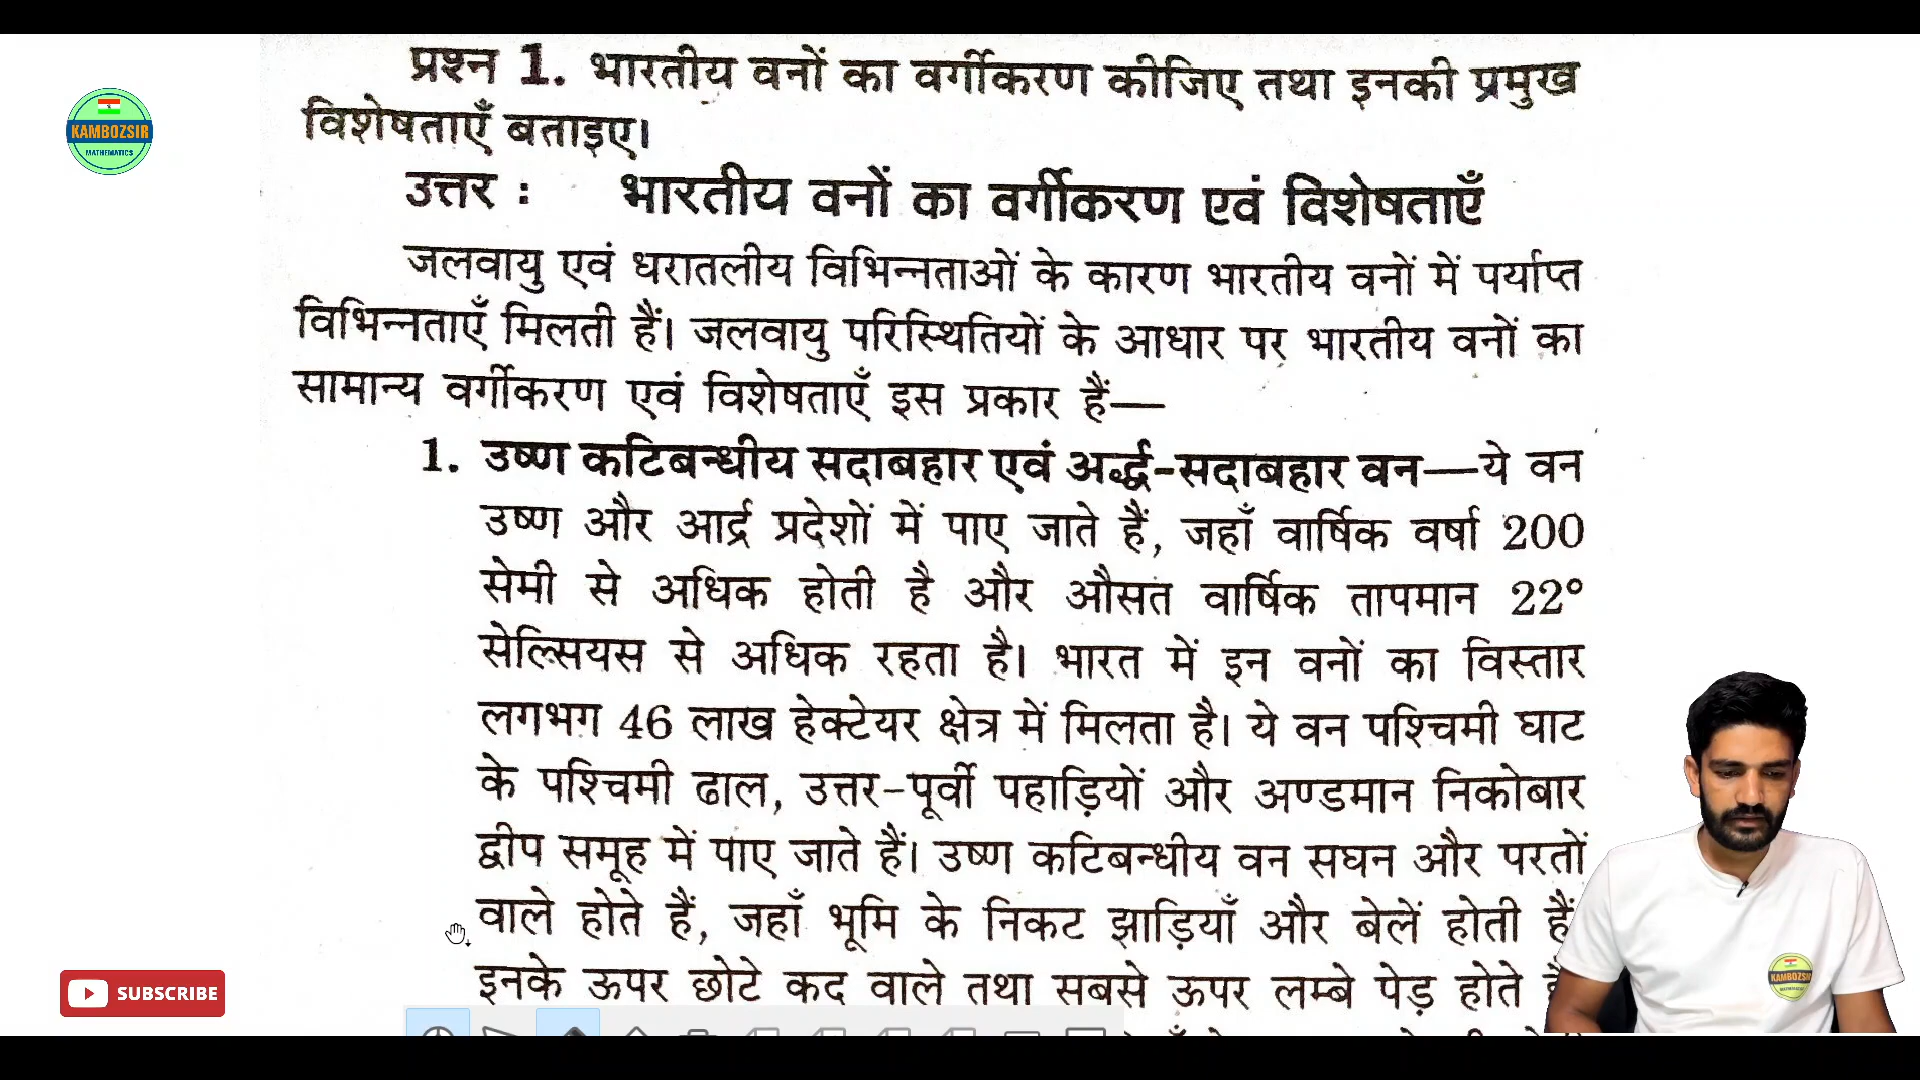 प्रश्न 1. भारतीय वनों का वर्गीकरण कीजिए तथा इनकी प्रमुख
विशेषताएँ बताइए।
उत्तर : भारतीय वनों का वर्गीकरण एवं विशेषताएँ
जलवायु एवं धरातलीय विभिन्नताओं के कारण भारतीय वनों में पर्याप्त
विभिन्नताएँ मिलती हैं। जलवायु परिस्थितियों के आधार पर भारतीय वनों का
सामान्य वर्गीकरण एवं विशेषताएँ इस प्रकार हैं—
1. उष्ण कटिबन्धीय सदाबहार एवं अर्द्ध-सदाबहार वन—ये वन
उष्ण और आर्द्र प्रदेशों में पाए जाते हैं, जहाँ वार्षिक वर्षा 200
सेमी से अधिक होती है और औसत वार्षिक तापमान 22°
सेल्सियस से अधिक रहता है। भारत में इन वनों का विस्तार
लगभग 46 लाख हेक्टेयर क्षेत्र में मिलता है। ये वन पश्चिमी घाट
के पश्चिमी ढाल, उत्तर-पूर्वी पहाड़ियों और अण्डमान निकोबार
द्वीप समूह में पाए जाते हैं। उष्ण कटिबन्धीय वन सघन और परतों
वाले होते हैं, जहाँ भूमि के निकट झाड़ियाँ और बेलें होती हैं
इनके ऊपर छोटे कद वाले तथा सबसे ऊपर लम्बे पेड़ होते
KAMBOZSIR
MATHEMATICS
SUBSCRIBE
KAMBOZSIR